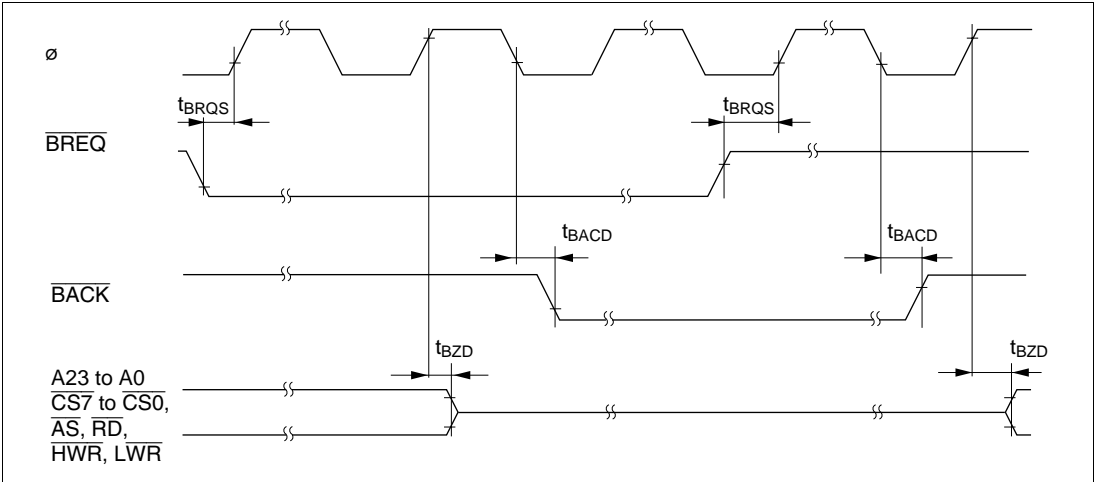 ø
tBRQS
tBRQS
BREQ
tBACD
tBACD
BACK
tBZD
tBZD
A23 to A0
CS7 to CS0,
AS, RD,
HWR, LWR